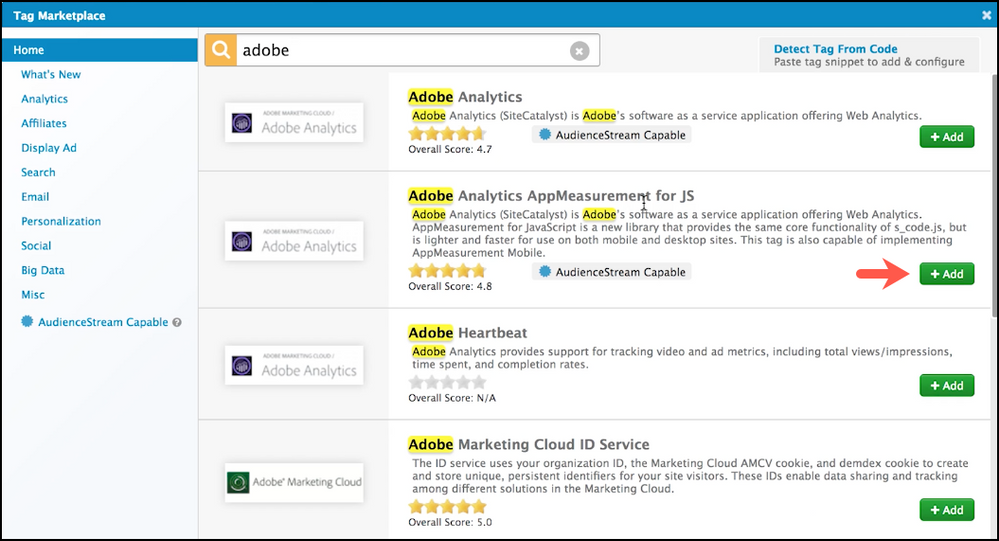 Tag Marketplace
Home
What's New
Analytics
Affiliates
Display Ad
Search
Email
Personalization
Social
Big Data
Misc
AudienceStream Capable
adobe
Detect Tag From Code
Paste tag snippet to add & configure
ADOBE MARKETING CLOUD /
Adobe Analytics
Adobe Analytics
Adobe Analytics (SiteCatalyst) is Adobe's software as a service application offering Web Analytics.
AudienceStream Capable
Overall Score: 4.7
+ Add
ADOBE MARKETING CLOUD /
Adobe Analytics
Adobe Analytics AppMeasurement for JS
Adobe Analytics (SiteCatalyst) is Adobe's software as a service application offering Web Analytics.
AppMeasurement for JavaScript is a new library that provides the same core functionality of s_code.js, but
is lighter and faster for use on both mobile and desktop sites. This tag is also capable of implementing
AppMeasurement Mobile.
AudienceStream Capable
Overall Score: 4.8
+ Add
ADOBE MARKETING CLOUD /
Adobe Analytics
Adobe Heartbeat
Adobe Analytics provides support for tracking video and ad metrics, including total views/impressions,
time spent, and completion rates.
Overall Score: N/A
+ Add
Adobe® Marketing Cloud
Adobe Marketing Cloud ID Service
The ID service uses your organization ID, the Marketing Cloud AMCV cookie, and demdex cookie to create
and store unique, persistent identifiers for your site visitors. These IDs enable data sharing and tracking
among different solutions in the Marketing Cloud.
Overall Score: 5.0
+ Add